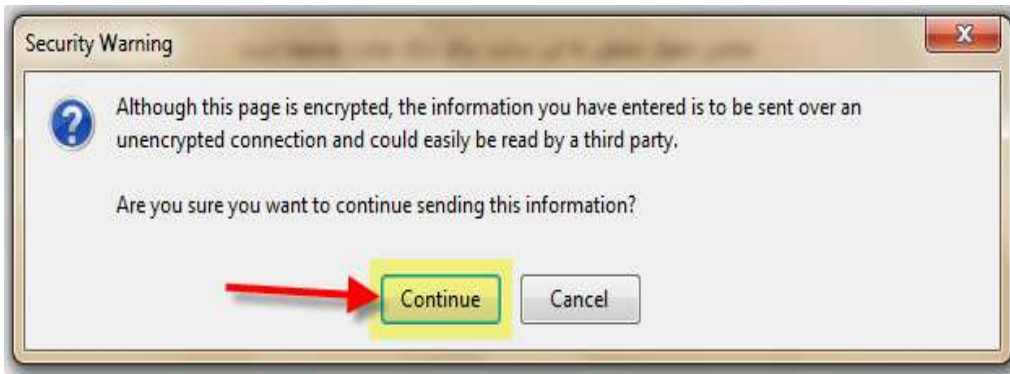 Security Warning
Although this page is encrypted, the information you have entered is to be sent over an
unencrypted connection and could easily be read by a third party.
Are you sure you want to continue sending this information?
Continue
Cancel